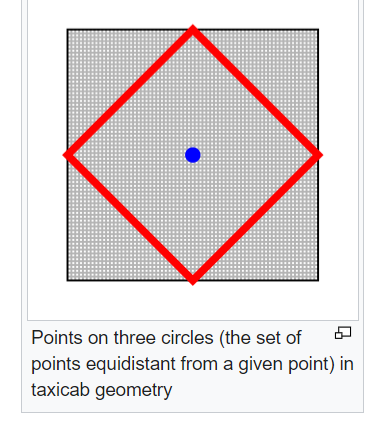 Points on three circles (the set of
points equidistant from a given point) in
taxicab geometry